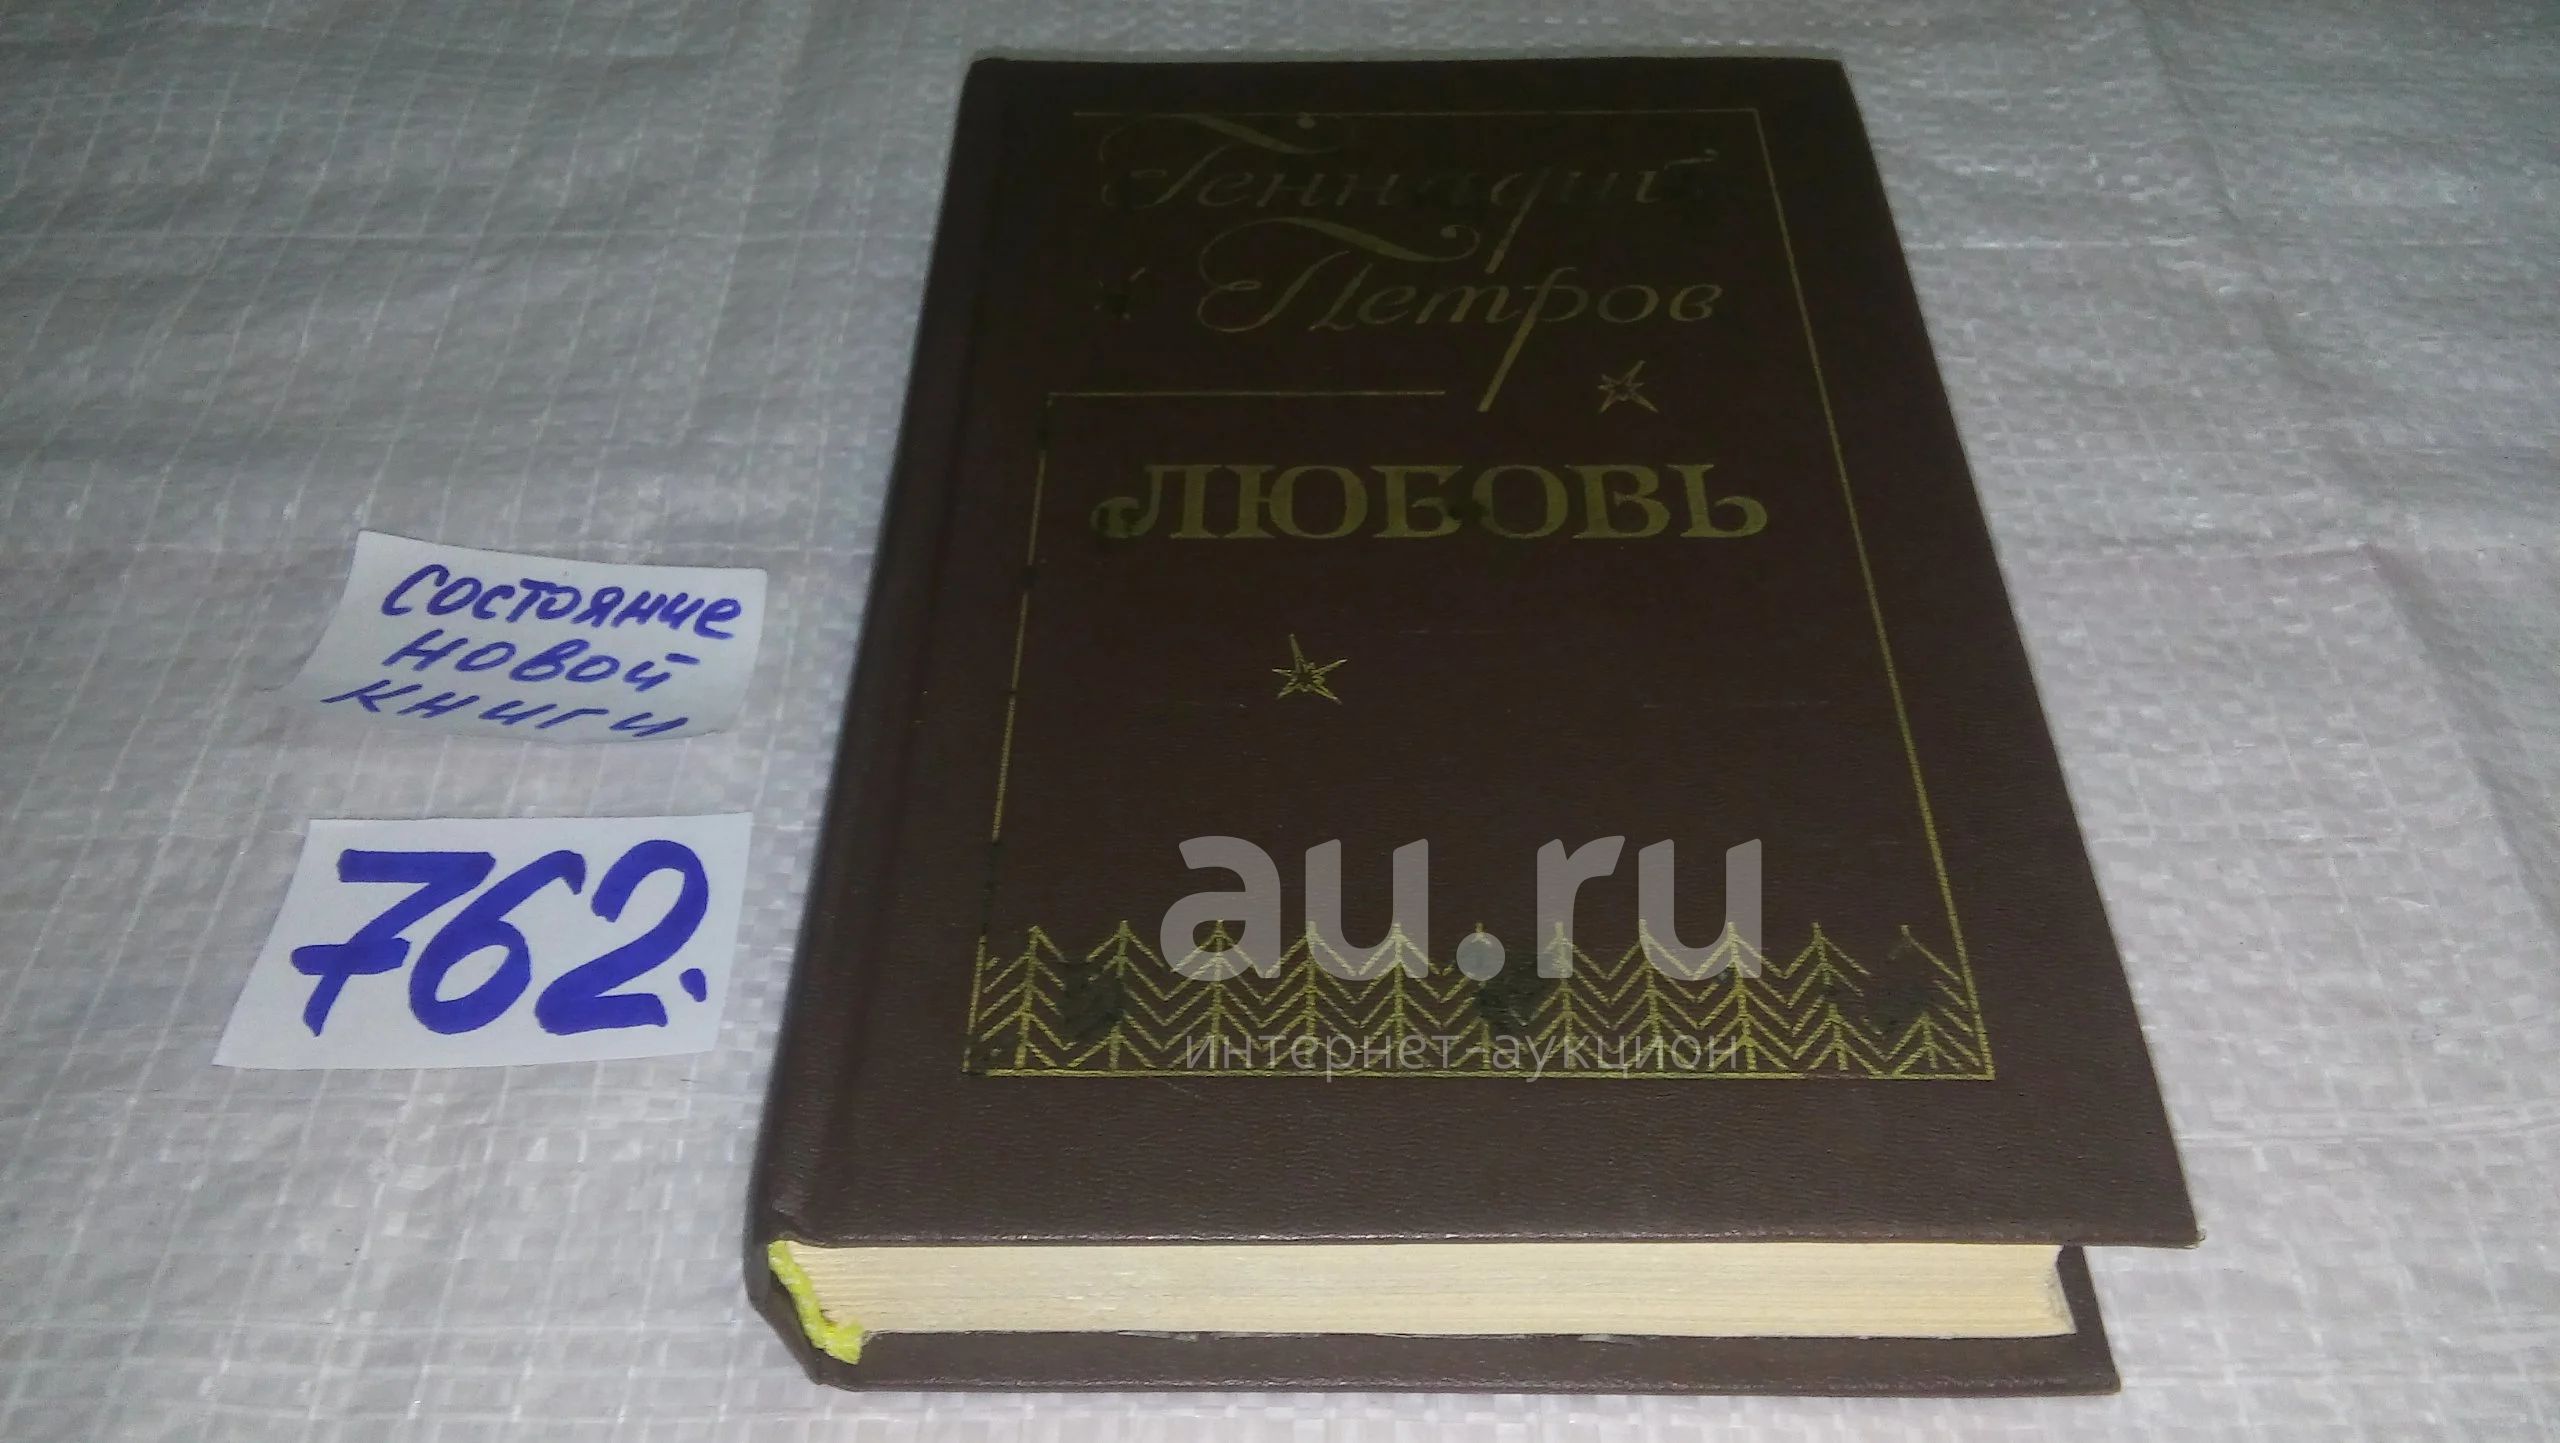 Геннадий
Петров
ЛЮБОВЬ
состояние
новой
книги
762.
au.ru
интернет-аукцион